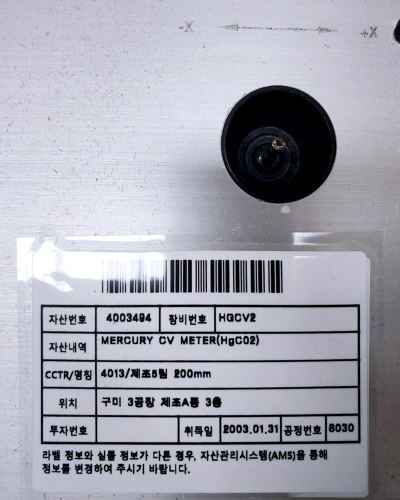 -X +X
자산번호 4003494 장비번호 HGCV2
자산내역 MERCURY CV METER(HgC02)
CCTR/명칭 4013/제조5팀 200mm
위치 구미 3공장 제조A동 3층
투자번호 취득일 2003.01.31 공정번호 8030
라벨 정보와 실물 정보가 다른 경우, 자산관리시스템(AMS)을 통해
정보를 변경하여 주시기 바랍니다.